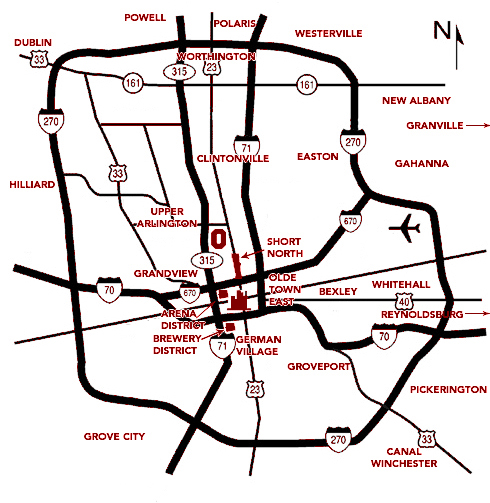 POWELL
POLARIS
WESTERVILLE
N
DUBLIN
33
WORTHINGTON
315
23
161
161
NEW ALBANY
GRANVILLE
270
71
270
CLINTONVILLE
EASTON
GAHANNA
33
HILLIARD
UPPER
ARLINGTON
670
O
SHORT
NORTH
315
GRANDVIEW
OLDE
TOWN
EAST
70
670
BEXLEY
WHITEHALL
40
ARENA
DISTRICT
REYNOLDSBURG
BREWERY
DISTRICT
71
GERMAN
VILLAGE
70
GROVEPORT
23
PICKERINGTON
GROVE CITY
270
33
CANAL
WINCHESTER